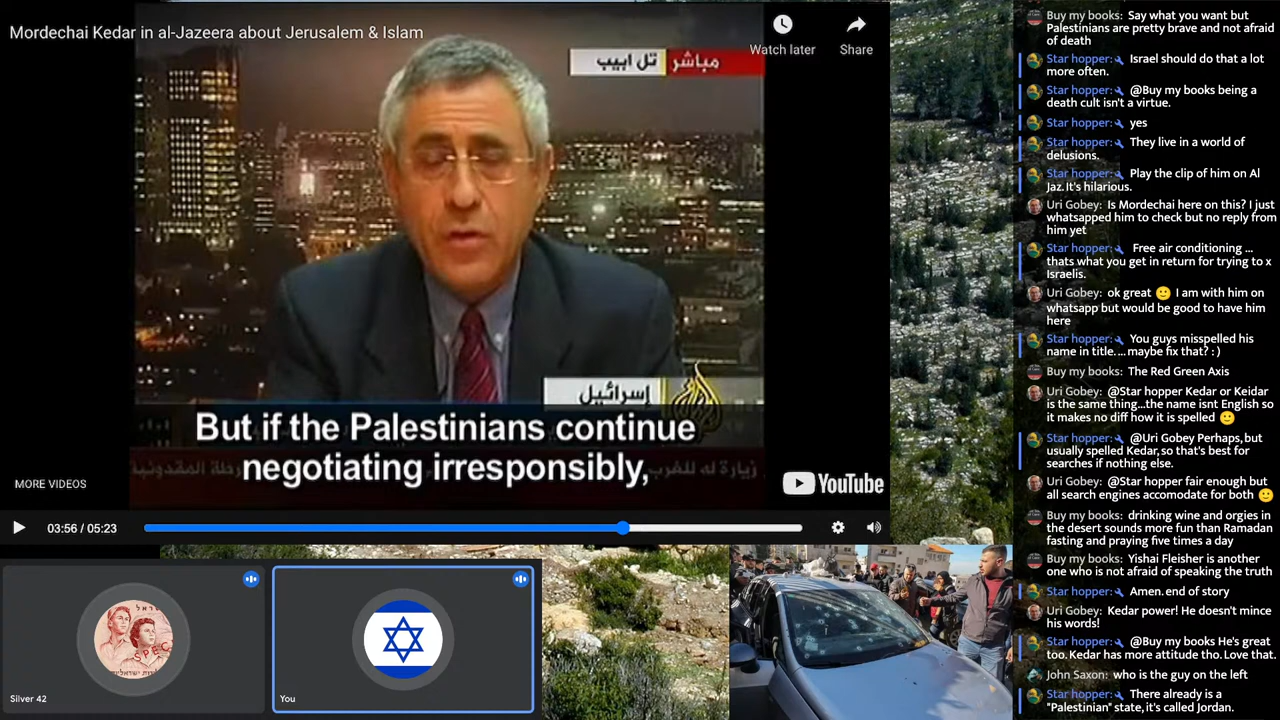 Mordechai Kedar in al-Jazeera about Jerusalem & Islam
Watch later
Share
مباشر
تل ابيب
إسرائيل
But if the Palestinians continue
negotiating irresponsibly,
MORE VIDEOS
YouTube
03:56 / 05:23
Silver 42
You
Buy my books: Say what you want but
Palestinians are pretty brave and not afraid
of death
Star hopper: Israel should do that a lot
more often.
Star hopper: @Buy my books being a
death cult isn't a virtue.
Star hopper: yes
Star hopper: They live in a world of
delusions.
Star hopper: Play the clip of him on Al
Jaz. It's hilarious.
Uri Gobey: Is Mordechai here on this? I just
whatsapped him to check but no reply from
him yet
Star hopper: Free air conditioning ...
thats what you get in return for trying to x
Israelis.
Uri Gobey: ok great 🙂 I am with him on
whatsapp but would be good to have him
here
Star hopper: You guys misspelled his
name in title....maybe fix that? : )
Buy my books: The Red Green Axis
Uri Gobey: @Star hopper Kedar or Keidar
is the same thing...the name isnt English so
it makes no diff how it is spelled 🙂
Star hopper: @Uri Gobey Perhaps, but
usually spelled Kedar, so that's best for
searches if nothing else.
Uri Gobey: @Star hopper fair enough but
all search engines accomodate for both 🙂
Buy my books: drinking wine and orgies in
the desert sounds more fun than Ramadan
fasting and praying five times a day
Buy my books: Yishai Fleisher is another
one who is not afraid of speaking the truth
Star hopper: Amen. end of story
Uri Gobey: Kedar power! He doesn't mince
his words!
Star hopper: @Buy my books He's great
too. Kedar has more attitude tho. Love that.
John Saxon: who is the guy on the left
Star hopper: There already is a
"Palestinian" state, it's called Jordan.